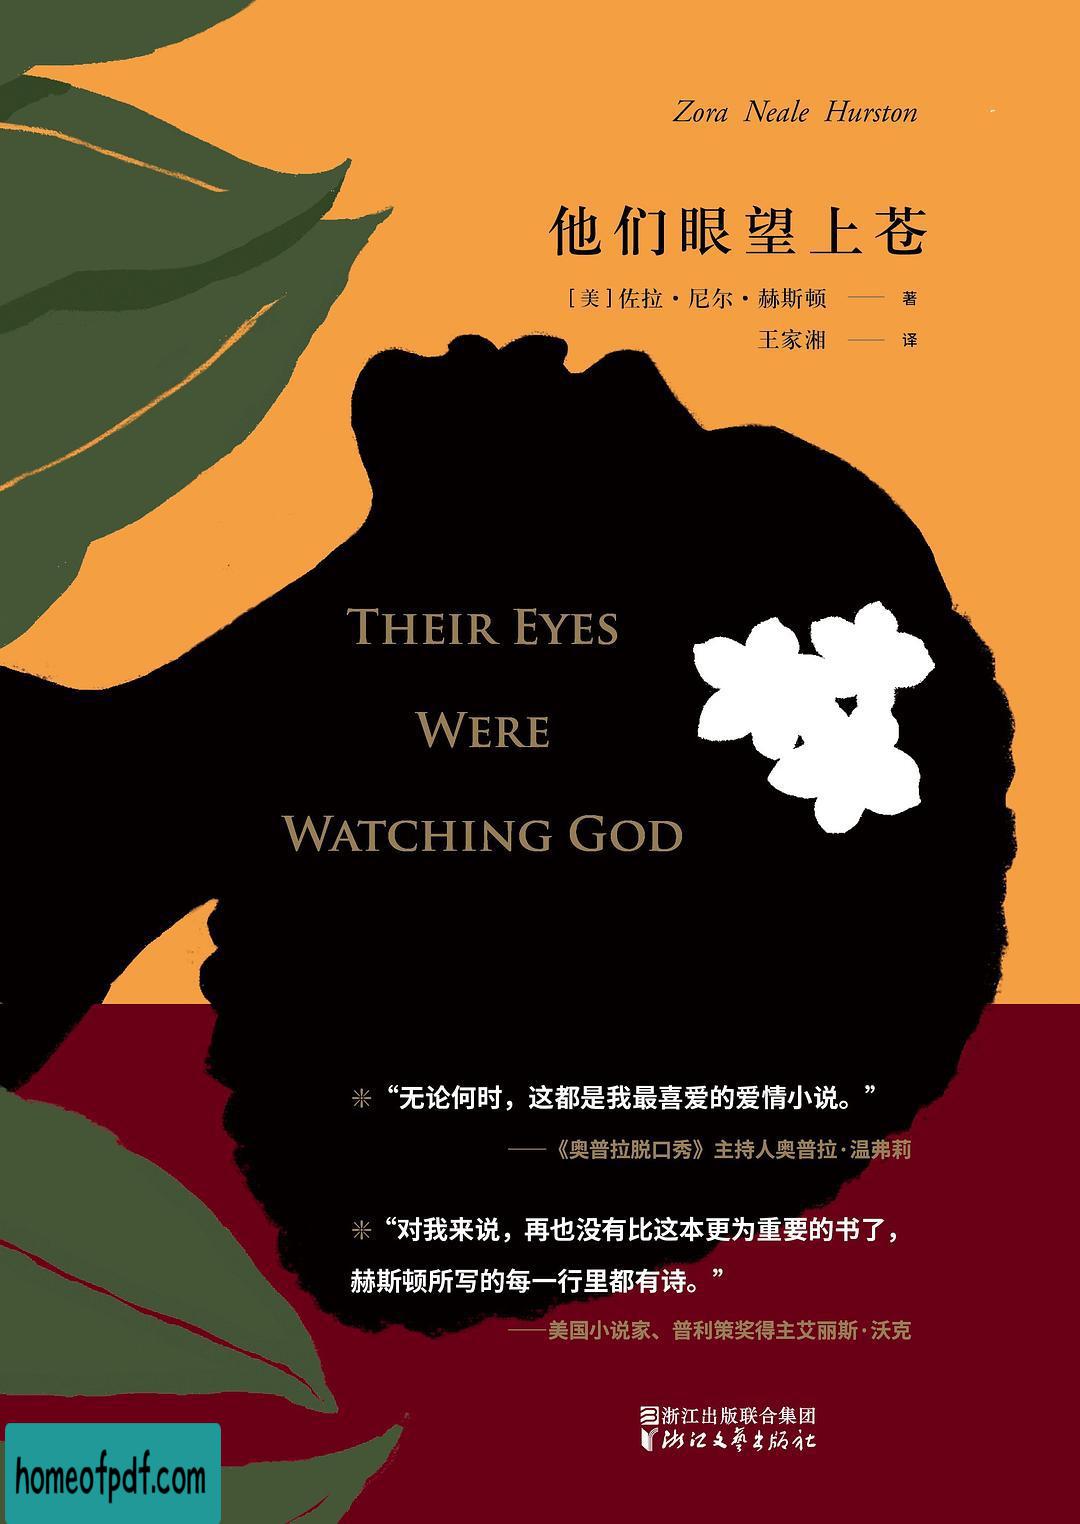 Zora Neale Hurston
他们眼望上苍
[美]佐拉·尼尔·赫斯顿 —— 著
王家湘 —— 译
THEIR EYES
WERE
WATCHING GOD
“无论何时，这都是我最喜爱的爱情小说。”
——《奥普拉脱口秀》主持人奥普拉·温弗莉
“对我来说，再也没有比这本更为重要的书了，
赫斯顿所写的每一行里都有诗。”
——美国小说家、普利策奖得主艾丽斯·沃克
浙江出版联合集团
浙江文艺出版社
homeofpdf.com